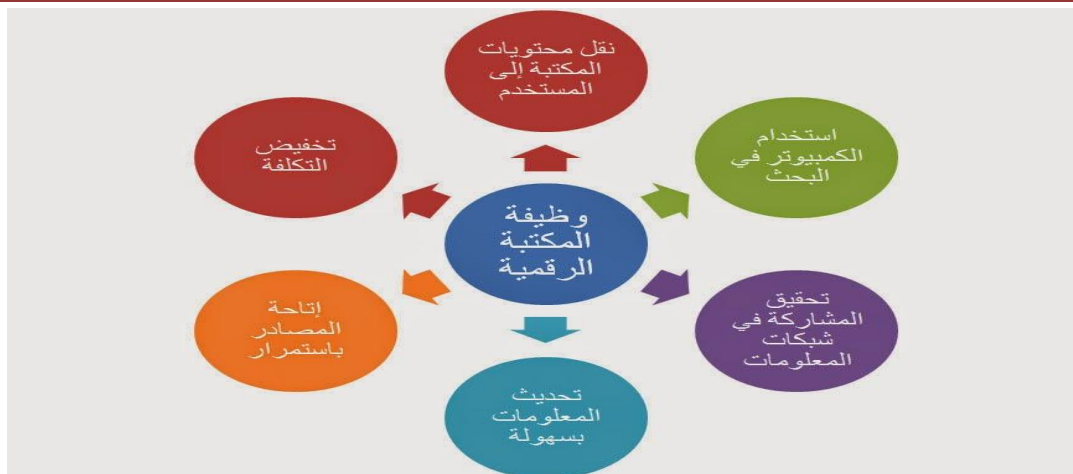 نقل محتويات
المكتبة إلى
المستخدم
استخدام
الكمبيوتر في
البحث
تحقيق
المشاركة في
شبكات
المعلومات
تحديث
المعلومات
بسهولة
إتاحة
المصادر
باستمرار
تخفيض
التكلفة
وظيفة
المكتبة
الرقمية